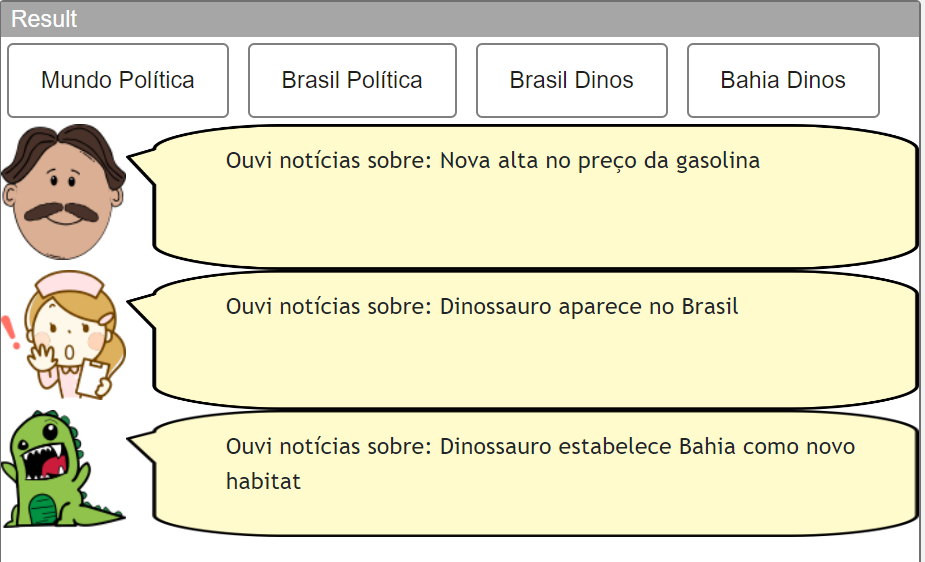 Result
Mundo Política
Brasil Política
Brasil Dinos
Bahia Dinos
Ouvi notícias sobre: Nova alta no preço da gasolina
Ouvi notícias sobre: Dinossauro aparece no Brasil
Ouvi notícias sobre: Dinossauro estabelece Bahia como novo
habitat